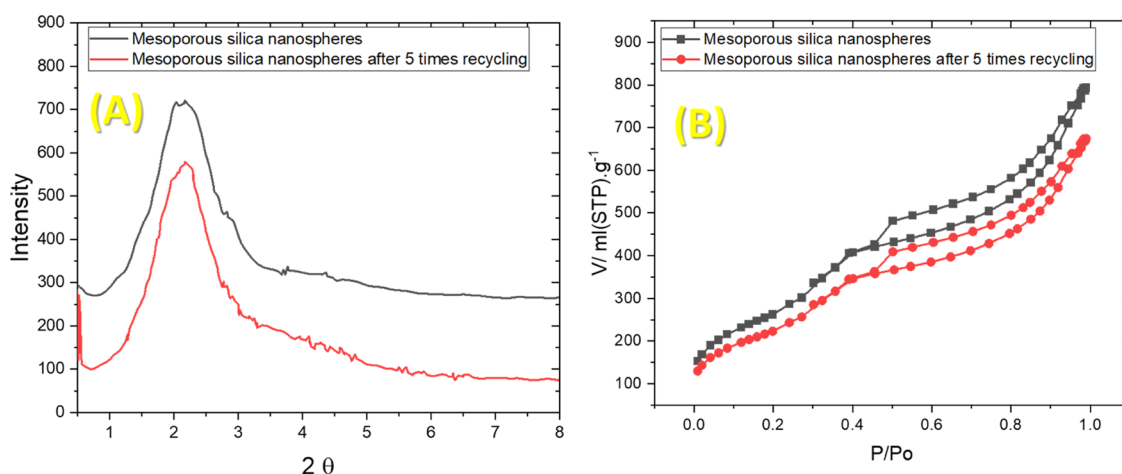 Mesoporous silica nanospheres
Mesoporous silica nanospheres after 5 times recycling
(A)
Intensity
900
800
700
600
500
400
300
200
100
0
1 2 3 4 5 6 7 8
2 θ
Mesoporous silica nanospheres
Mesoporous silica nanospheres after 5 times recycling
(B)
V/ ml(STP).g-1
900
800
700
600
500
400
300
200
100
0.0 0.2 0.4 0.6 0.8 1.0
P/Po